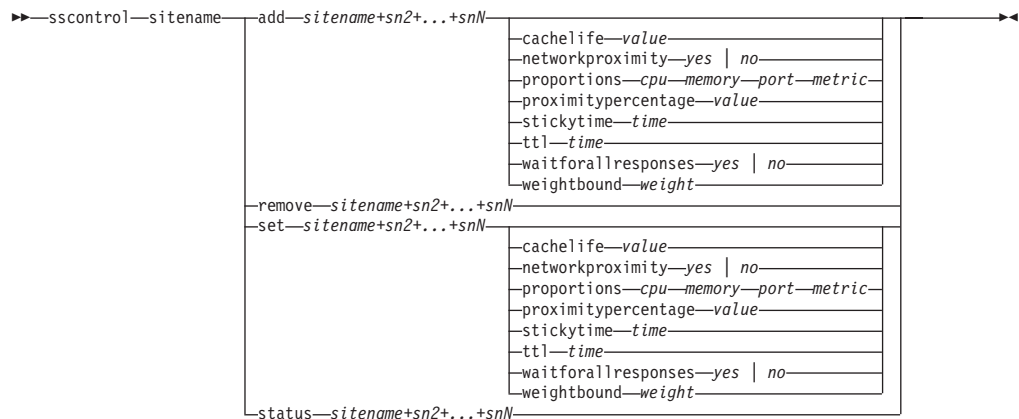 sscontrol sitename add sitename+sn2+...+snN
cachelife value
networkproximity yes | no
proportions cpu memory port metric
proximitypercentage value
stickytime time
ttl time
waitforallresponses yes | no
weightbound weight
remove sitename+sn2+...+snN
set sitename+sn2+...+snN
cachelife value
networkproximity yes | no
proportions cpu memory port metric
proximitypercentage value
stickytime time
ttl time
waitforallresponses yes | no
weightbound weight
status sitename+sn2+...+snN